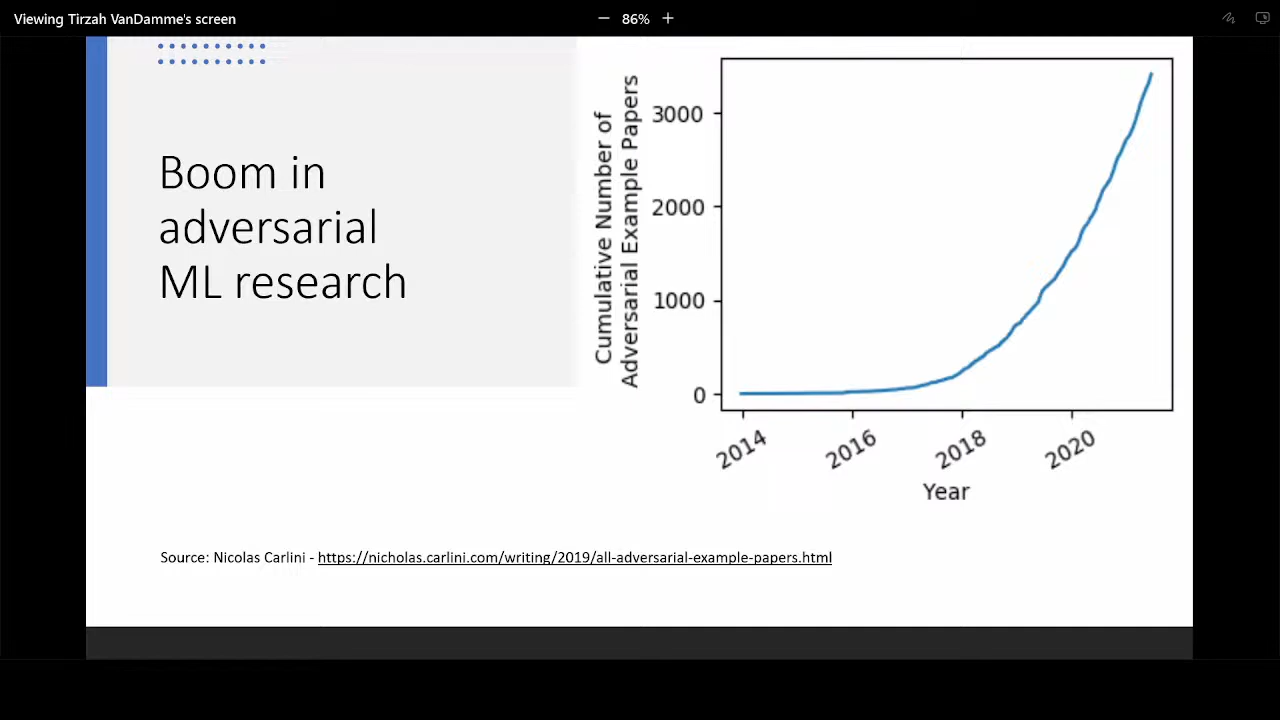 Viewing Tirzah VanDamme's screen
86%
Boom in
adversarial
ML research
Cumulative Number of
Adversarial Example Papers
3000
2000
1000
0
2014
2016
2018
2020
Year
Source: Nicolas Carlini - https://nicholas.carlini.com/writing/2019/all-adversarial-example-papers.html